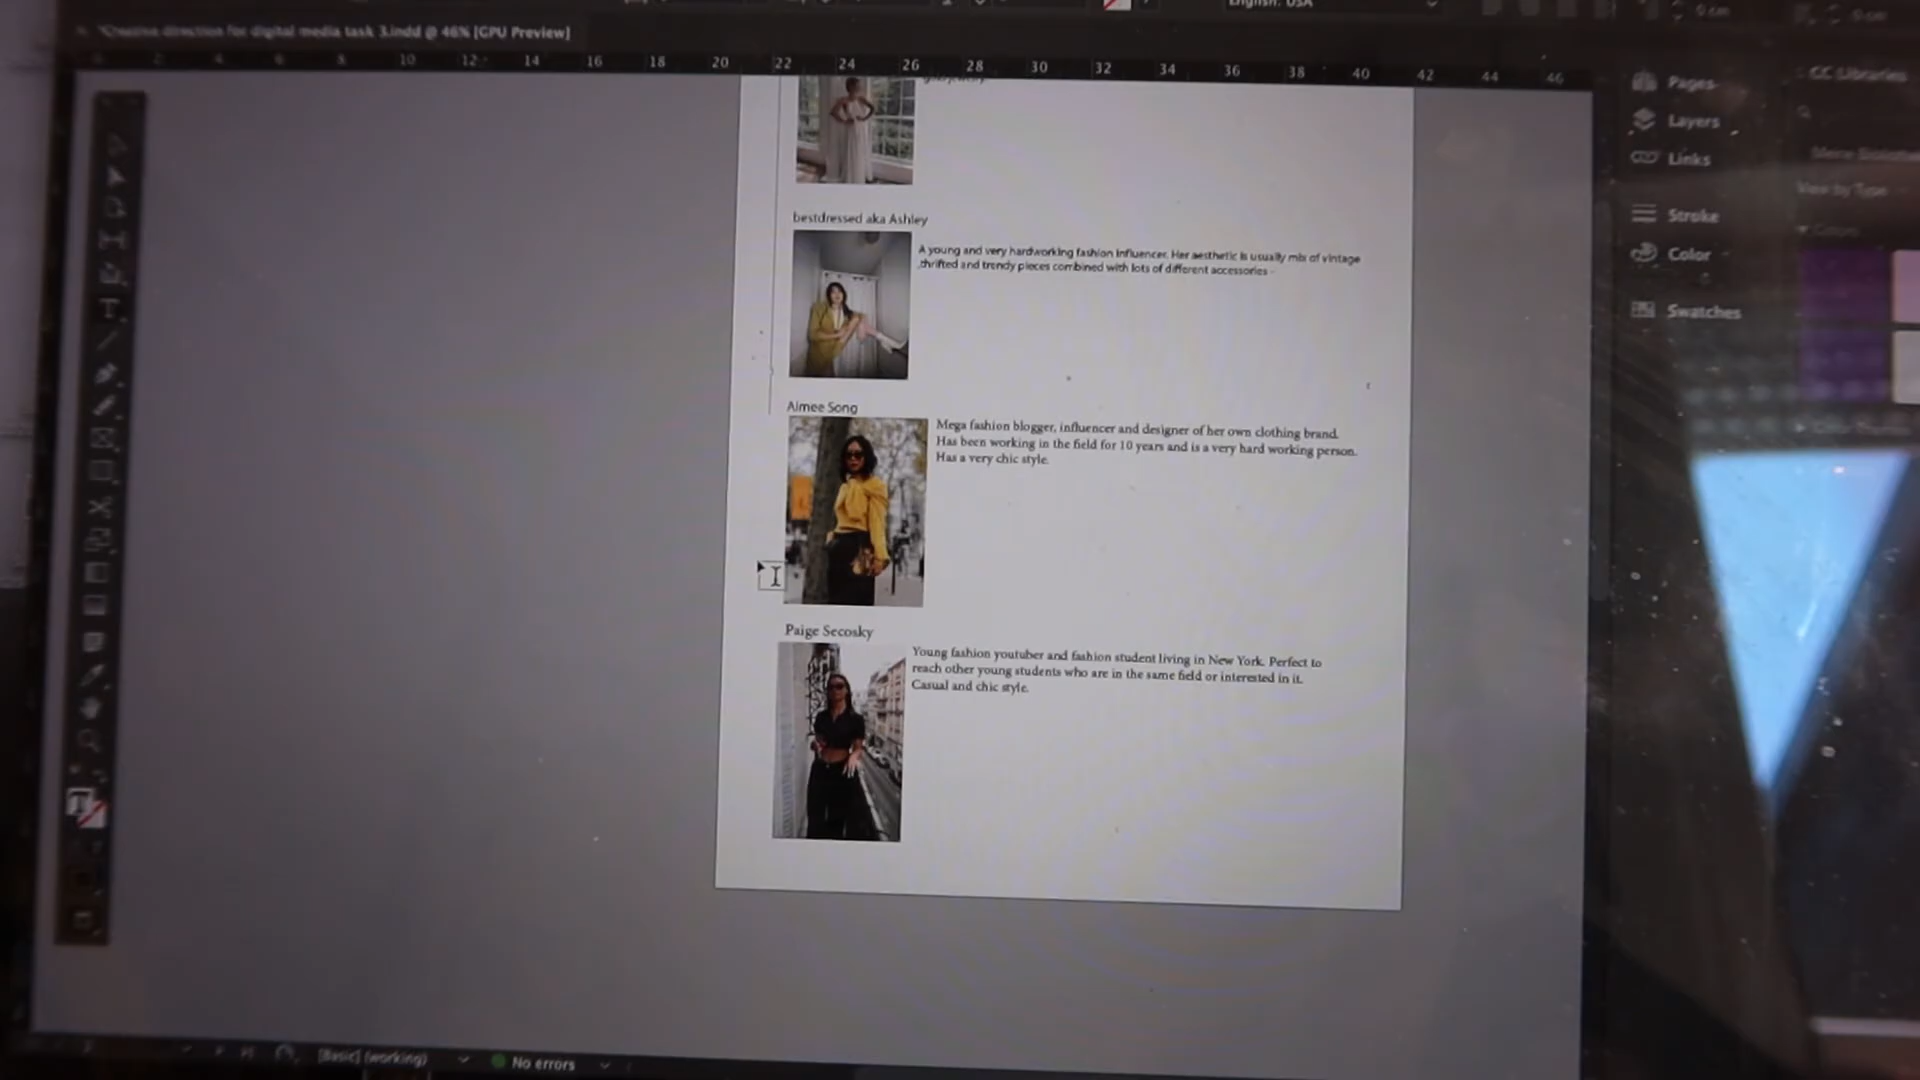 English: USA
*Creative direction for digital media task 3.indd @ 46% [GPU Preview]
2 4 6 8 10 12 14 16 18 20 22 24 26 28 30 32 34 36 38 40 42 44 46
Pages
CC Libraries
Layers
Links
View by Type
Stroke
Color
Swatches
bestdressed aka Ashley
A young and very hardworking fashion influencer. Her aesthetic is usually mix of vintage
,thrifted and trendy pieces combined with lots of different accessories -
Aimee Song
Mega fashion blogger, influencer and designer of her own clothing brand.
Has been working in the field for 10 years and is a very hard working person.
Has a very chic style.
Paige Secosky
Young fashion youtuber and fashion student living in New York. Perfect to
reach other young students who are in the same field or interested in it.
Casual and chic style.
[Basic] (working)
No errors